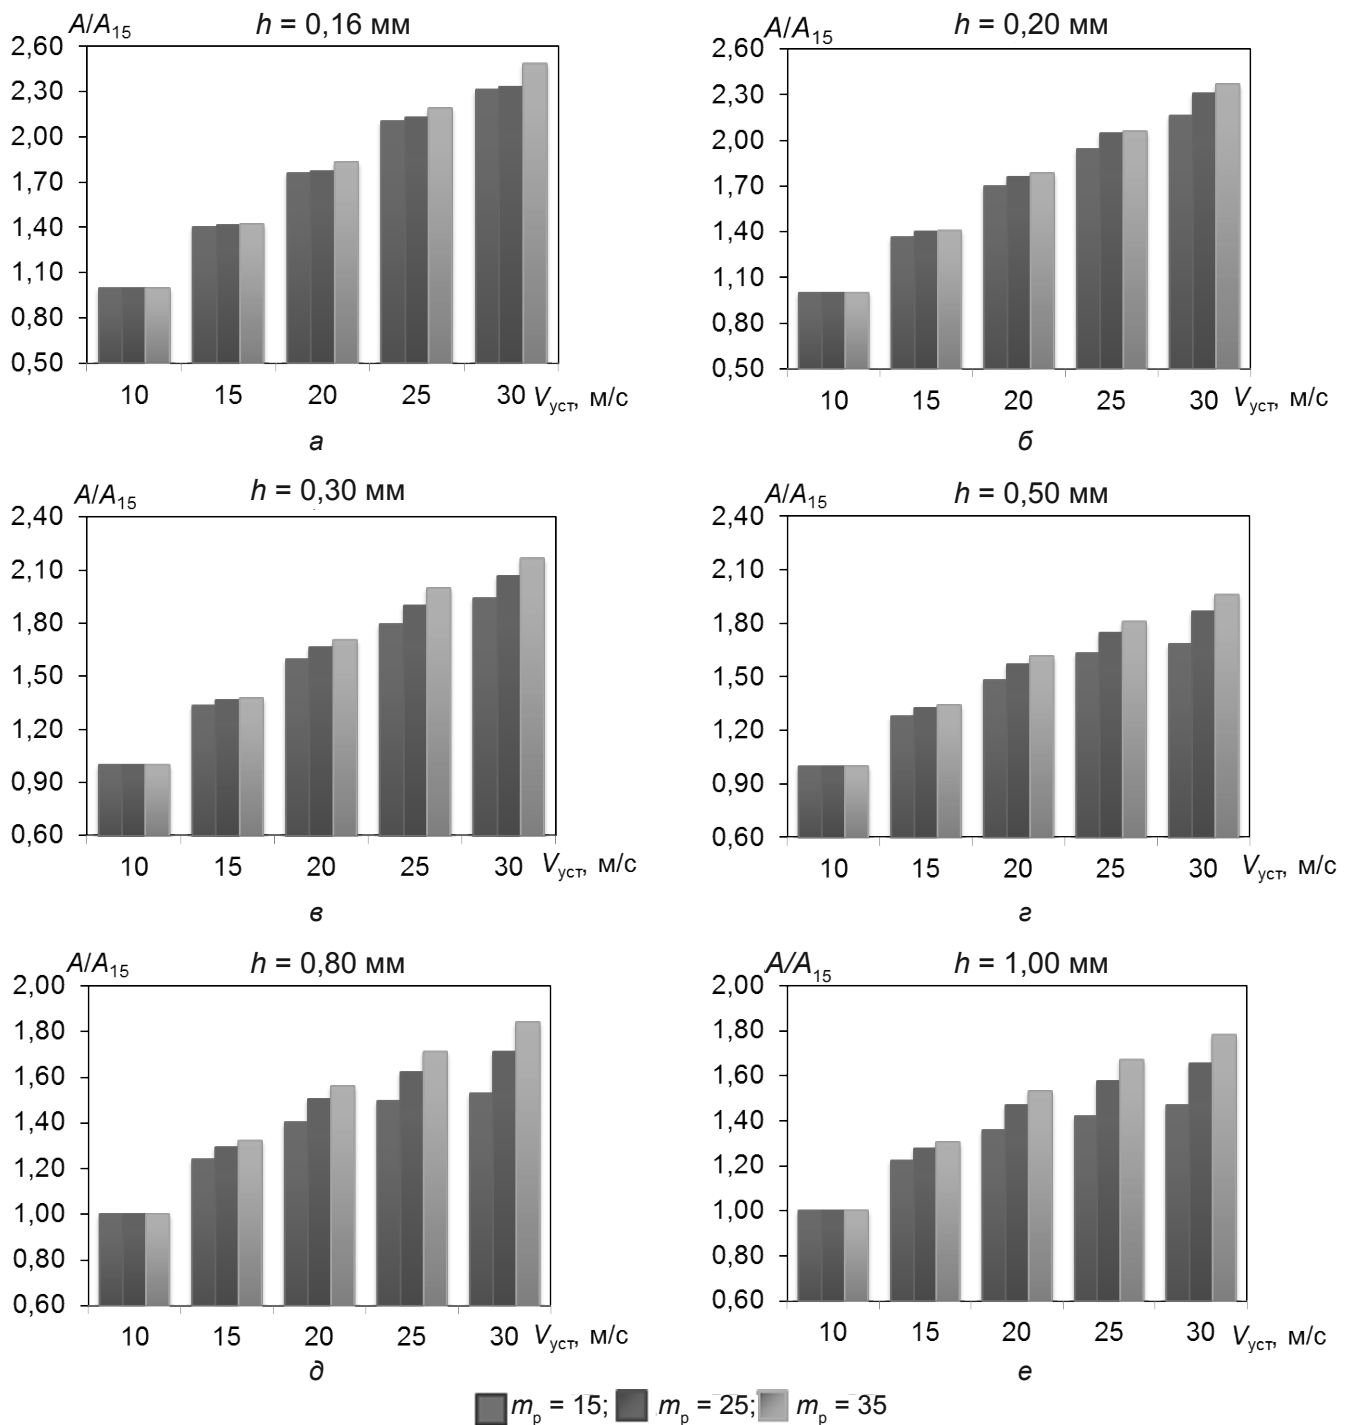 A/A15 h = 0,16 мм
2,60
2,30
2,00
1,70
1,40
1,10
0,80
0,50
10 15 20 25 30 Vуст, м/с
а
A/A15 h = 0,20 мм
2,60
2,30
2,00
1,70
1,40
1,10
0,80
0,50
10 15 20 25 30 Vуст, м/с
б
A/A15 h = 0,30 мм
2,40
2,10
1,80
1,50
1,20
0,90
0,60
10 15 20 25 30 Vуст, м/с
в
A/A15 h = 0,50 мм
2,40
2,10
1,80
1,50
1,20
0,90
0,60
10 15 20 25 30 Vуст, м/с
г
A/A15 h = 0,80 мм
2,00
1,80
1,60
1,40
1,20
1,00
0,80
0,60
10 15 20 25 30 Vуст, м/с
д
A/A15 h = 1,00 мм
2,00
1,80
1,60
1,40
1,20
1,00
0,80
0,60
10 15 20 25 30 Vуст, м/с
е
mр = 15; mр = 25; mр = 35